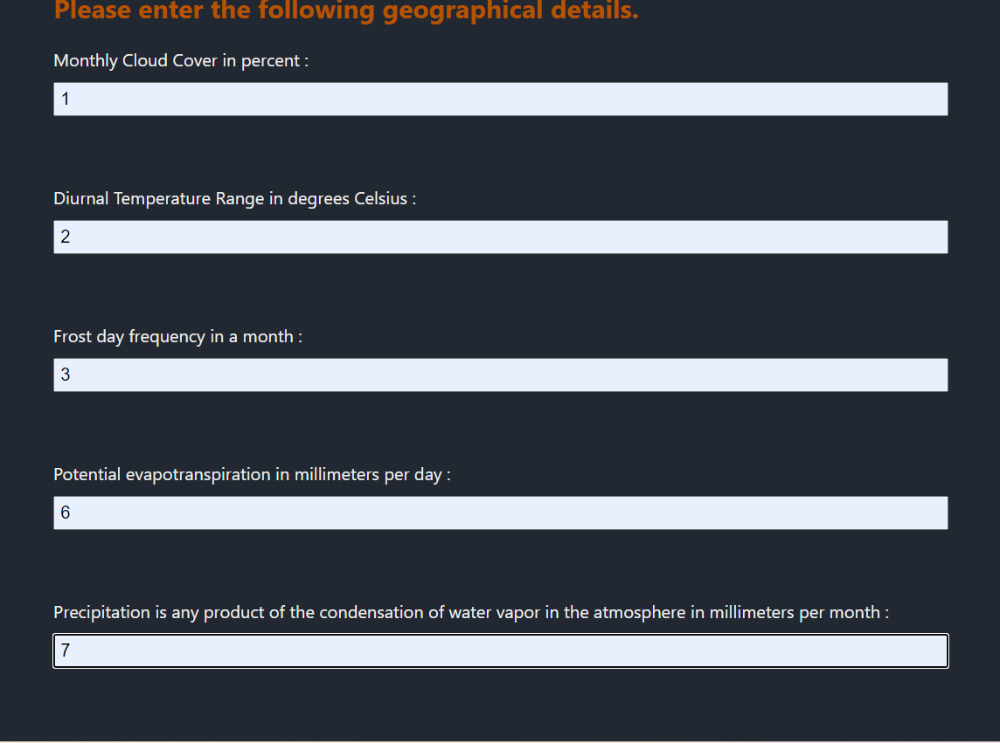 Please enter the following geographical details.
Monthly Cloud Cover in percent :
1
Diurnal Temperature Range in degrees Celsius :
2
Frost day frequency in a month :
3
Potential evapotranspiration in millimeters per day :
6
Precipitation is any product of the condensation of water vapor in the atmosphere in millimeters per month :
7